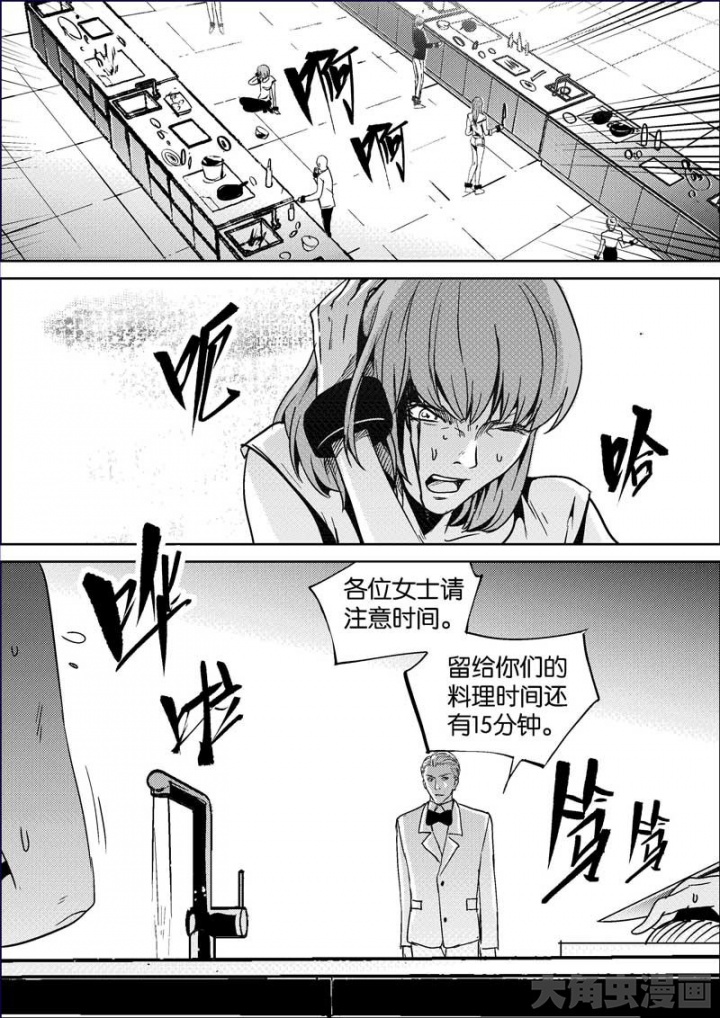 啊
啊
呃
哈
各位女士请
注意时间。
留给你们的
料理时间还
有15分钟。
哗
啦
笃
笃
大角虫漫画